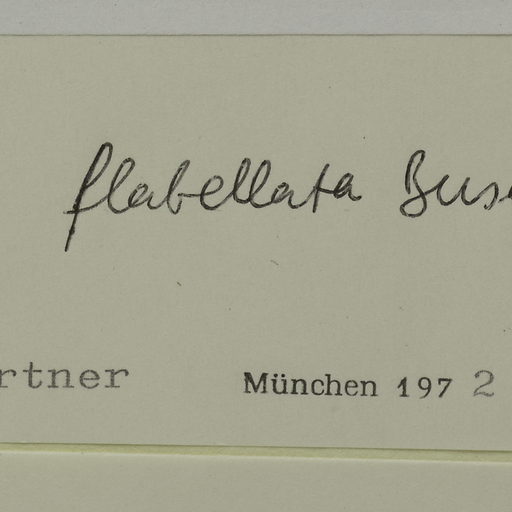 flabellata Bus
rtner München 197 2